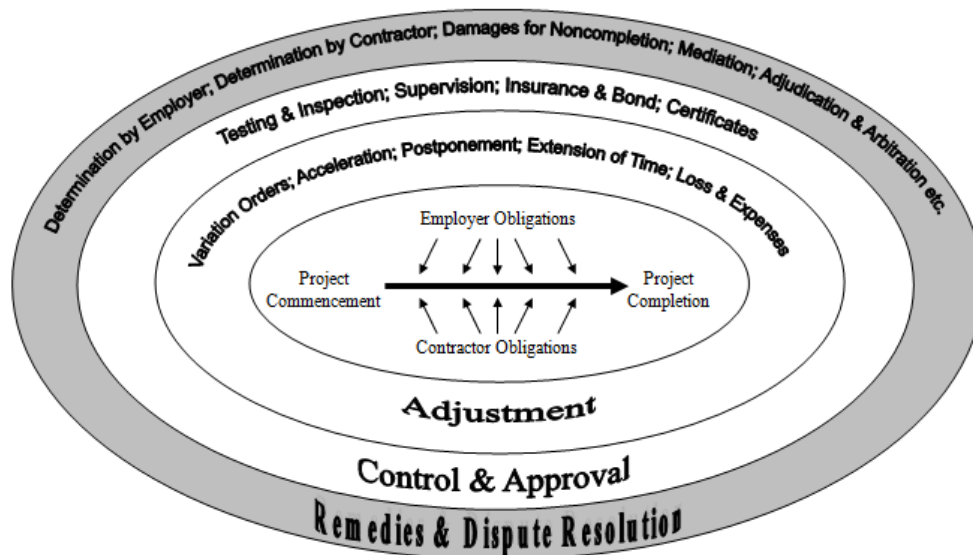 Determination by Employer; Determination by Contractor; Damages for Noncompletion; Mediation; Adjudication & Arbitration etc.
Testing & Inspection; Supervision; Insurance & Bond; Certificates
Variation Orders; Acceleration; Postponement; Extension of Time; Loss & Expenses
Employer Obligations
Project
Commencement
Project
Completion
Contractor Obligations
Adjustment
Control & Approval
Remedies & Dispute Resolution